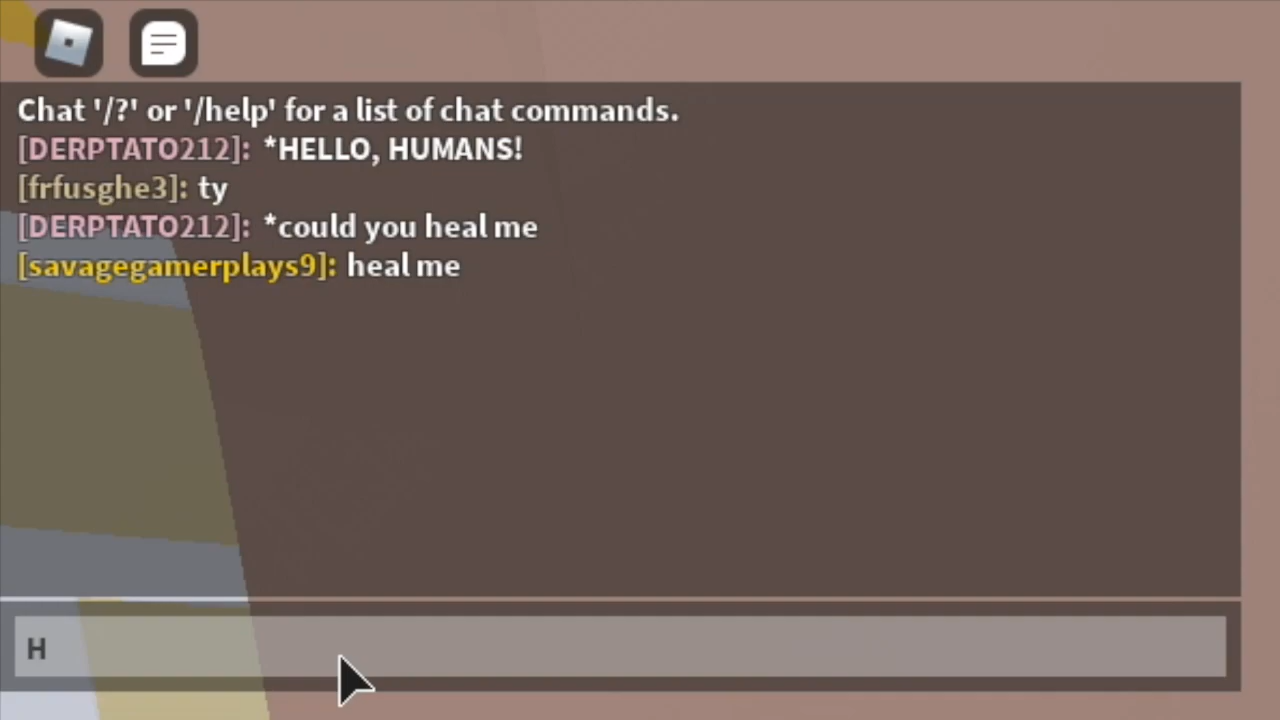 Chat '/?' or '/help' for a list of chat commands.
[DERPTATO212]: *HELLO, HUMANS!
[frfusghe3]: ty
[DERPTATO212]: *could you heal me
[savagegamerplays9]: heal me
H